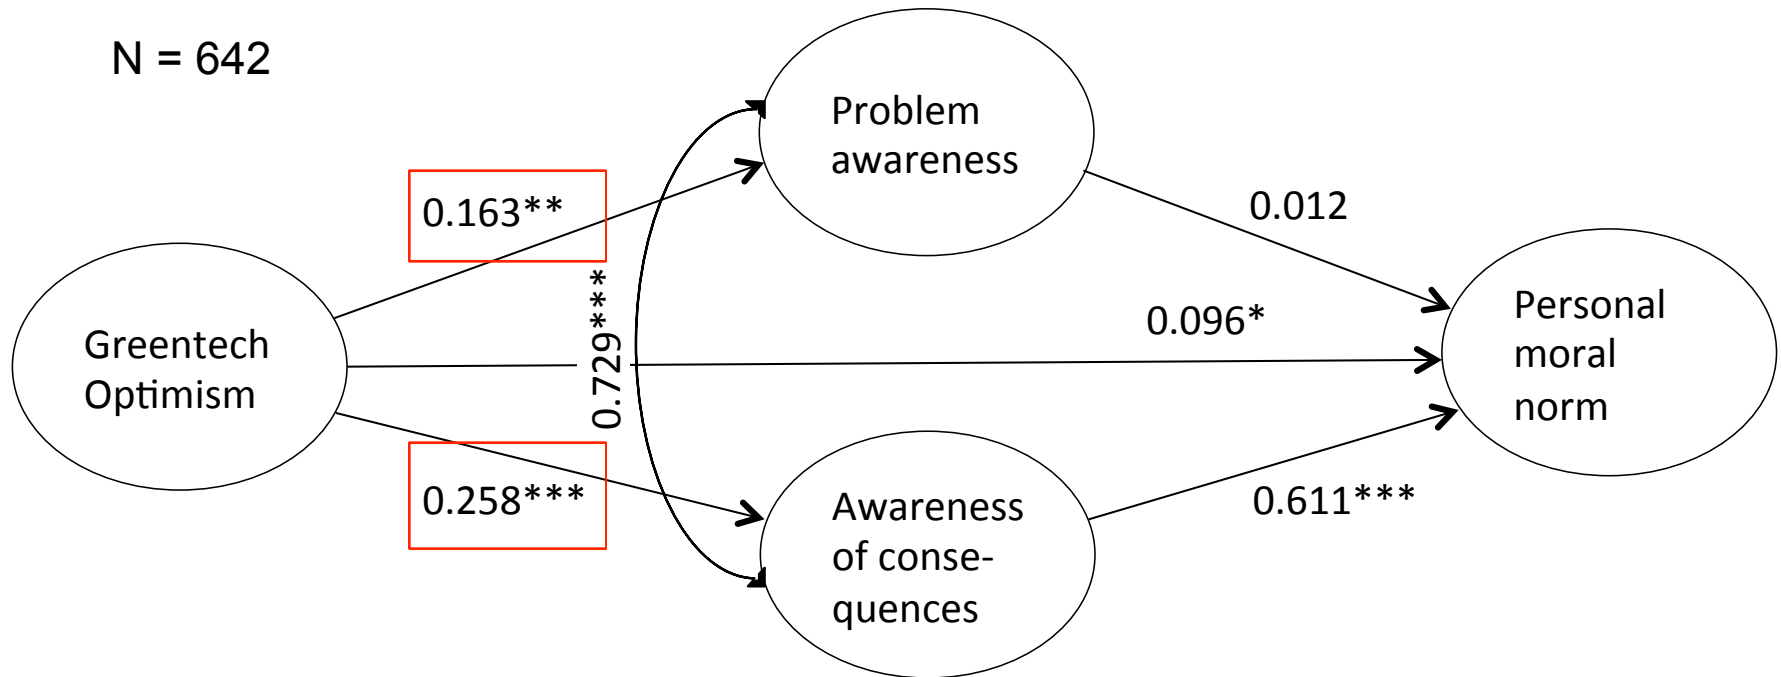 N = 642
Problem
awareness
0.163**
0.012
0.729***
Greentech
Optimism
0.096*
Personal
moral
norm
0.258***
Awareness
of conse-
quences
0.611***